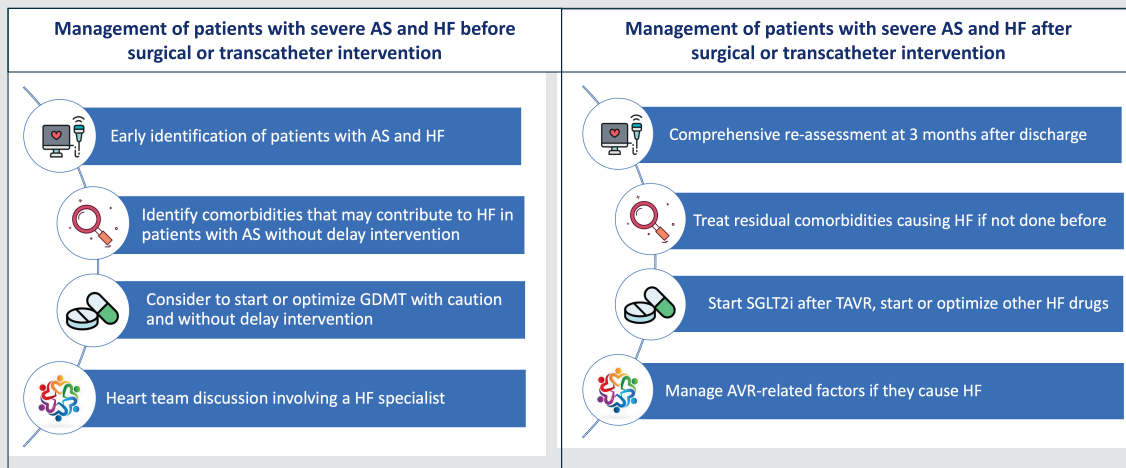 Management of patients with severe AS and HF before
surgical or transcatheter intervention
Early identification of patients with AS and HF
Identify comorbidities that may contribute to HF in
patients with AS without delay intervention
Consider to start or optimize GDMT with caution
and without delay intervention
Heart team discussion involving a HF specialist
Management of patients with severe AS and HF after
surgical or transcatheter intervention
Comprehensive re-assessment at 3 months after discharge
Treat residual comorbidities causing HF if not done before
Start SGLT2i after TAVR, start or optimize other HF drugs
Manage AVR-related factors if they cause HF